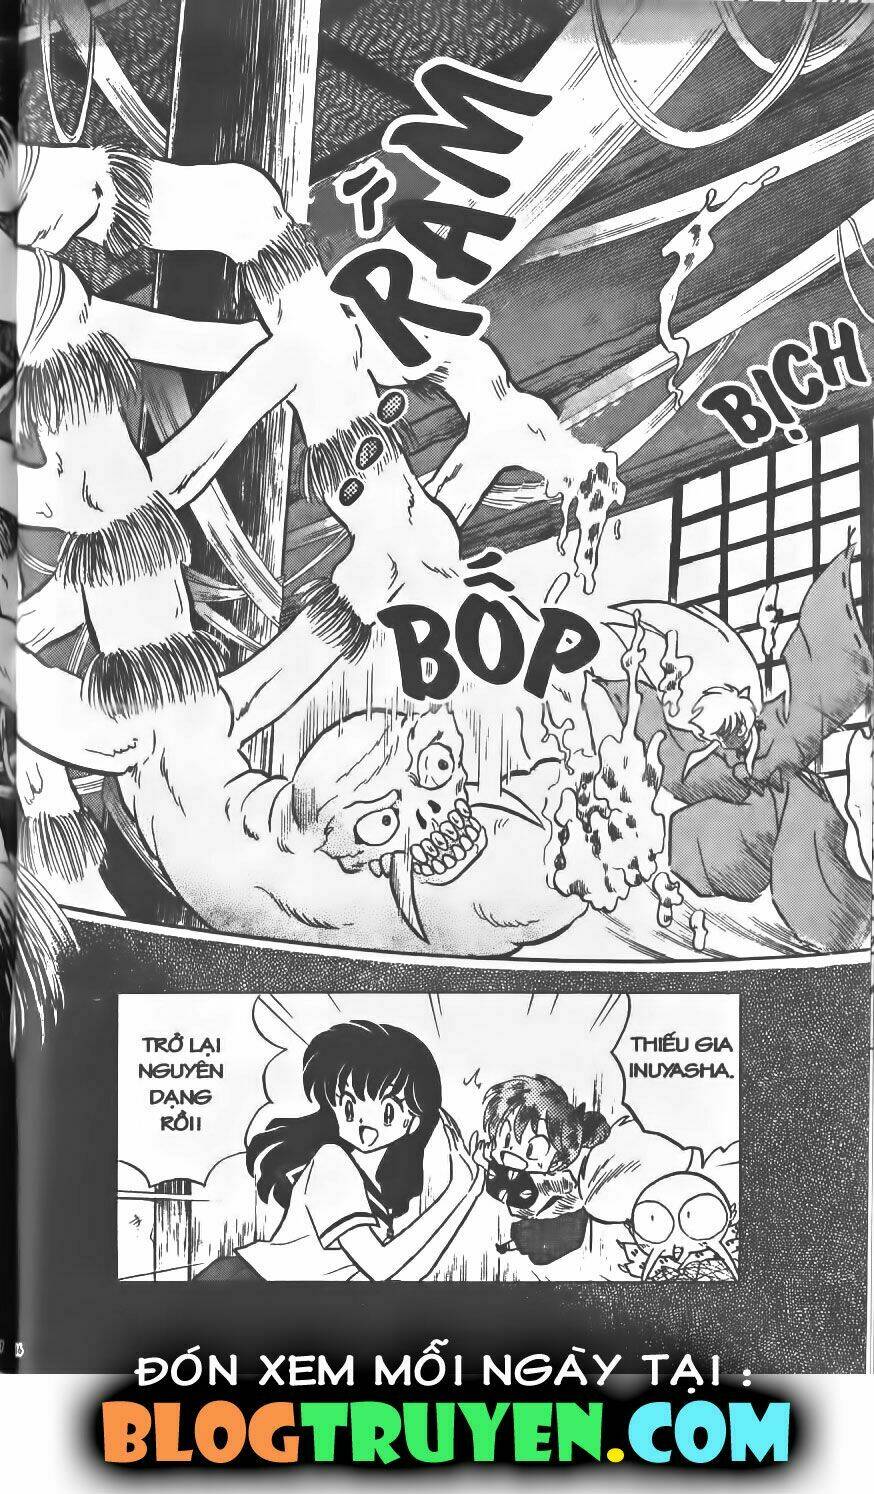 RẦM
BỊCH
BỐP
THIẾU GIA
INUYASHA.
TRỞ LẠI
NGUYÊN
DẠNG
RỒI!
ĐÓN XEM MỖI NGÀY TẠI :
BLOGTRUYEN.COM